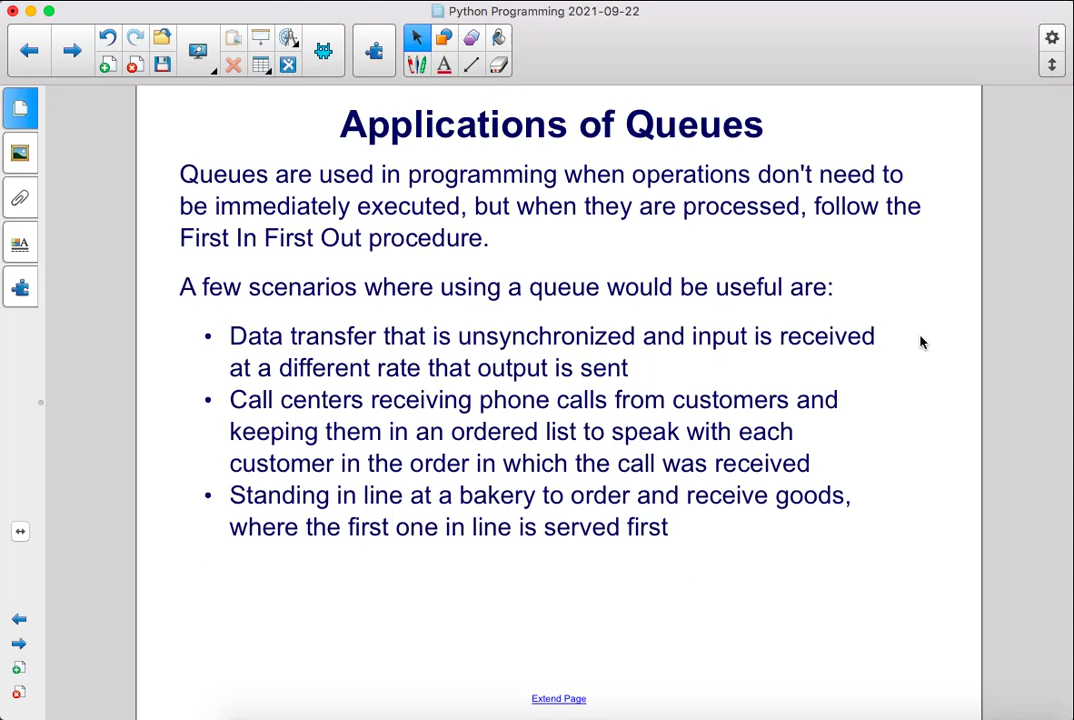 Python Programming 2021-09-22
Applications of Queues
Queues are used in programming when operations don't need to
be immediately executed, but when they are processed, follow the
First In First Out procedure.
A few scenarios where using a queue would be useful are:
• Data transfer that is unsynchronized and input is received
at a different rate that output is sent
• Call centers receiving phone calls from customers and
keeping them in an ordered list to speak with each
customer in the order in which the call was received
• Standing in line at a bakery to order and receive goods,
where the first one in line is served first
Extend Page